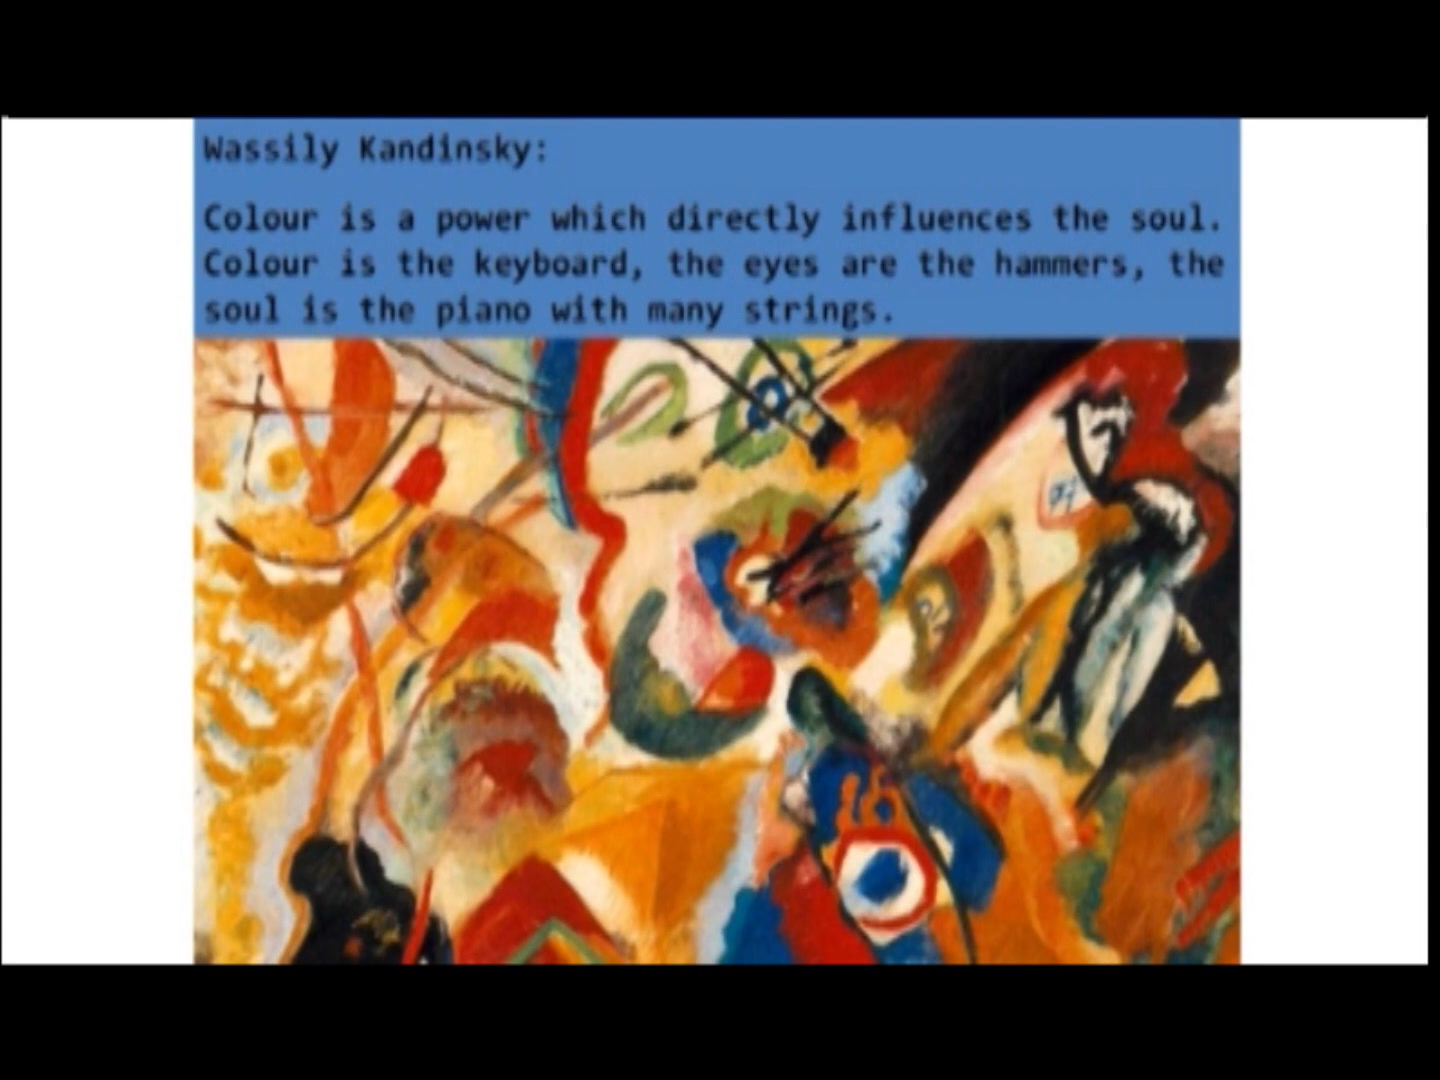 Wassily Kandinsky:
Colour is a power which directly influences the soul.
Colour is the keyboard, the eyes are the hammers, the
soul is the piano with many strings.